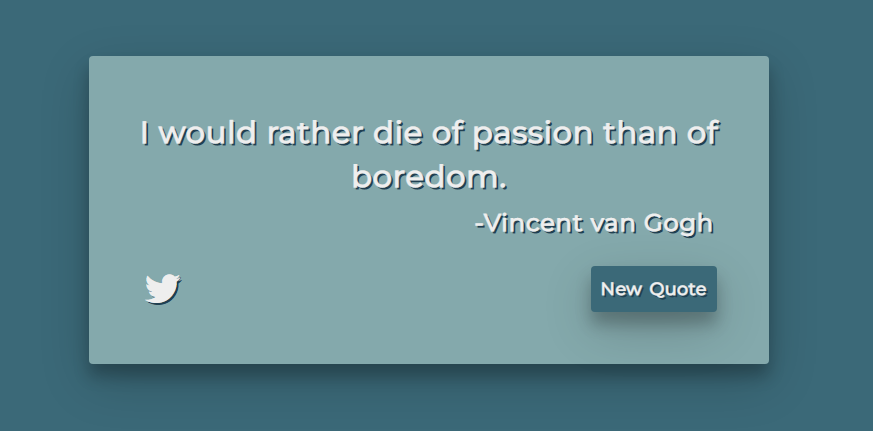 I would rather die of passion than of
boredom.
-Vincent van Gogh
New Quote